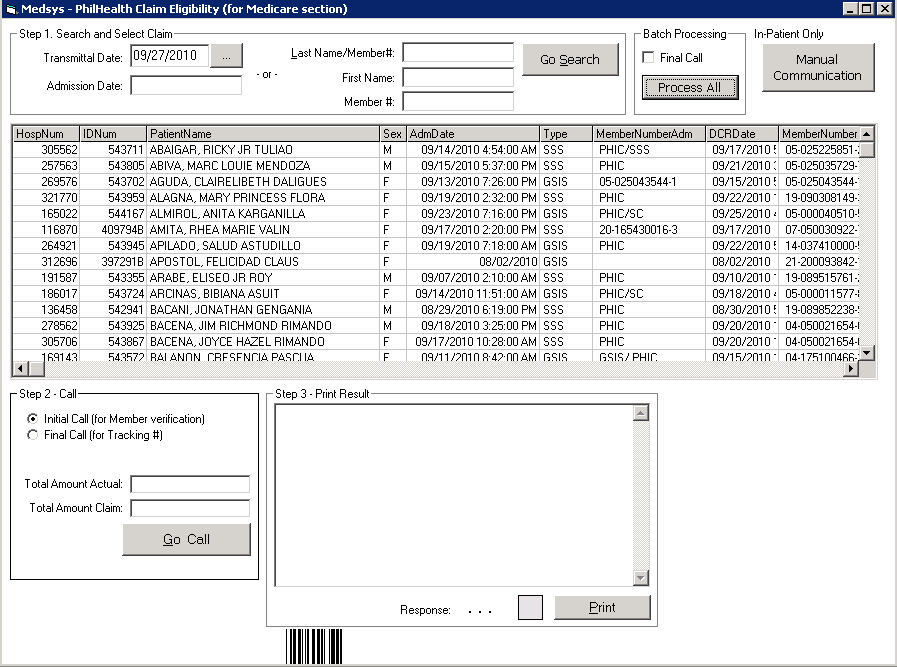 Medsys - PhilHealth Claim Eligibility (for Medicare section)
Step 1. Search and Select Claim
Transmittal Date: 09/27/2010 ...
Admission Date:
- or -
Last Name/Member#:
First Name:
Member #:
Go Search
Batch Processing
Final Call
Process All
In-Patient Only
Manual
Communication
HospNum IDNum PatientName Sex AdmDate Type MemberNumberAdm DCRDate MemberNumber
305562 543711 ABAIGAR, RICKY JR TULIAO M 09/14/2010 4:54:00 AM SSS PHIC/SSS 09/17/2010 05-025225851-
257563 543805 ABIVA, MARC LOUIE MENDOZA M 09/15/2010 5:37:00 PM SSS PHIC 09/21/2010 05-025035729-
269576 543702 AGUDA, CLAIRELIBETH DALIGUES F 09/13/2010 7:26:00 PM GSIS 05-025043544-1 09/15/2010 05-025043544-
321770 543959 ALAGNA, MARY PRINCESS FLORA F 09/19/2010 2:32:00 PM SSS PHIC 09/22/2010 19-090308149-
165022 544167 ALMIROL, ANITA KARGANILLA F 09/23/2010 7:16:00 PM GSIS PHIC/SC 09/25/2010 05-000040510-
116870 409794B AMITA, RHEA MARIE VALIN F 09/17/2010 2:20:00 PM SSS 20-165430016-3 09/17/2010 07-050030922-
264921 543945 APILADO, SALUD ASTUDILLO F 09/19/2010 7:18:00 AM GSIS PHIC 09/22/2010 14-037410000-
312696 397291B APOSTOL, FELICIDAD CLAUS F 08/02/2010 GSIS 08/02/2010 21-200093842-
191587 543355 ARABE, ELISEO JR ROY M 09/07/2010 2:10:00 AM SSS PHIC 09/10/2010 19-089515761-
186017 543724 ARCINAS, BIBIANA ASUIT F 09/14/2010 11:51:00 AM GSIS PHIC/SC 09/18/2010 05-000011577-
136458 542941 BACANI, JONATHAN GENGANIA M 08/29/2010 6:19:00 PM SSS PHIC 08/30/2010 19-089852238-
278562 543925 BACENA, JIM RICHMOND RIMANDO M 09/18/2010 3:25:00 PM SSS PHIC 09/20/2010 04-050021654-
305706 543867 BACENA, JOYCE HAZEL RIMANDO F 09/17/2010 10:28:00 AM SSS PHIC 09/20/2010 04-050021654-
169143 543572 BALANON, CRESENCIA PASCUA F 09/11/2010 8:42:00 AM GSIS GSIS/ PHIC 09/15/2010 04-175100466-
Step 2 - Call
Initial Call (for Member verification)
Final Call (for Tracking #)
Total Amount Actual:
Total Amount Claim:
Go Call
Step 3 - Print Result
Response: . . .
Print